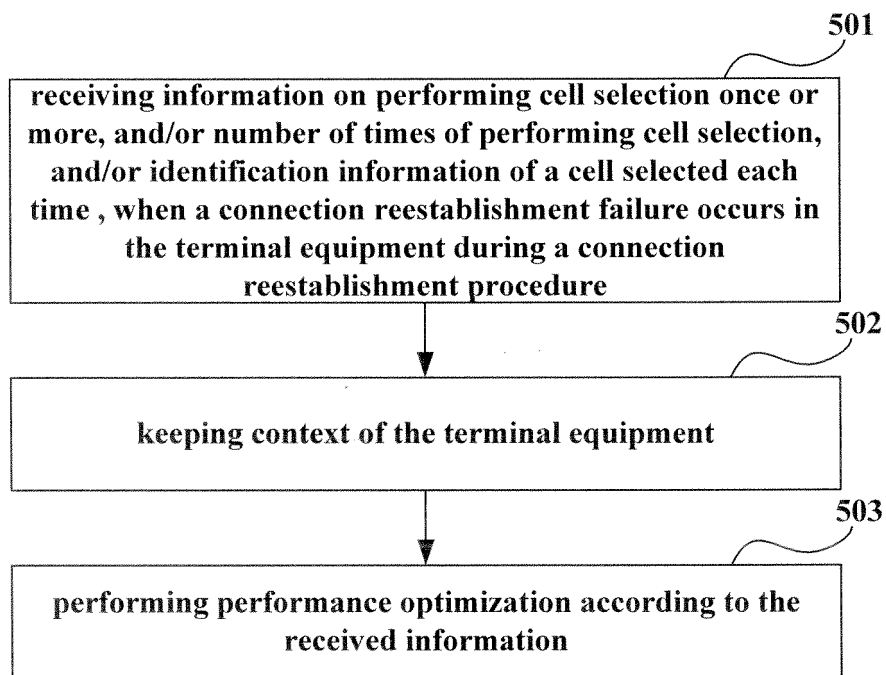 501
receiving information on performing cell selection once or
more, and/or number of times of performing cell selection,
and/or identification information of a cell selected each
time , when a connection reestablishment failure occurs in
the terminal equipment during a connection
reestablishment procedure
502
keeping context of the terminal equipment
503
performing performance optimization according to the
received information